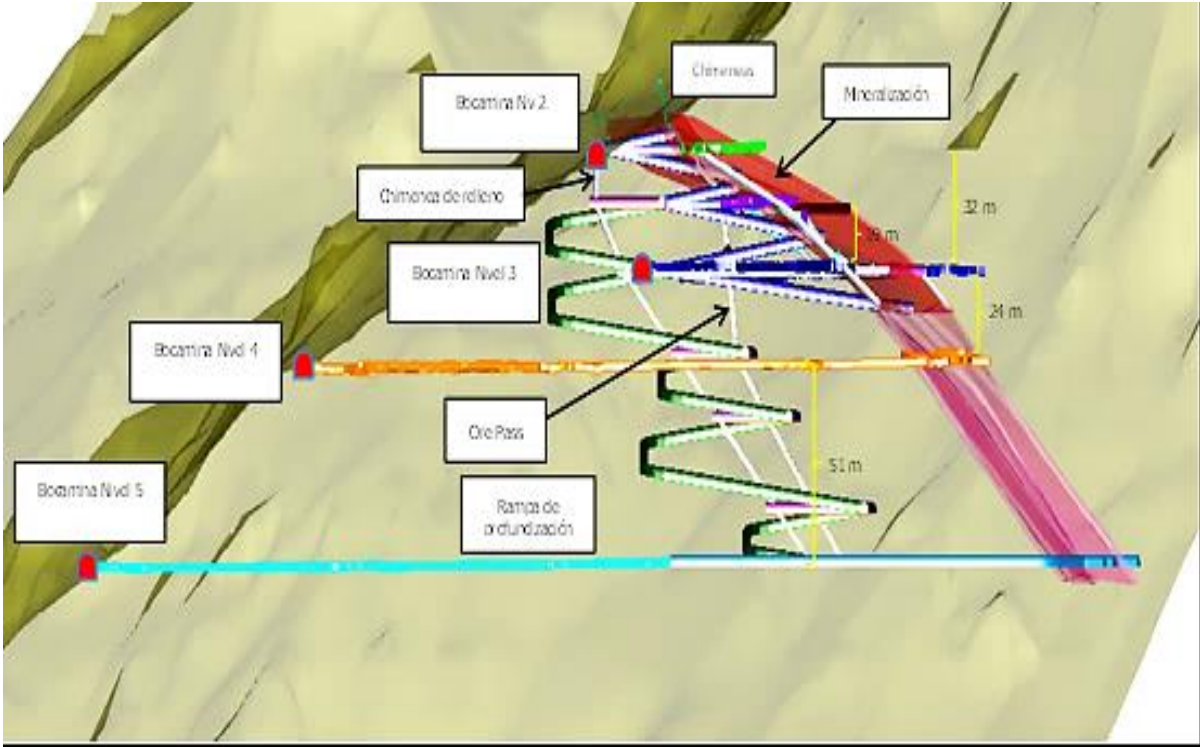 Chimeneas
Bocamina Nv 2
Mineralización
Chimenea de relleno
32 m
Bocamina Nivel 3
24 m
Bocamina Nivel 4
Ore Pass
51 m
Bocamina Nivel 5
Rampa de
profundización